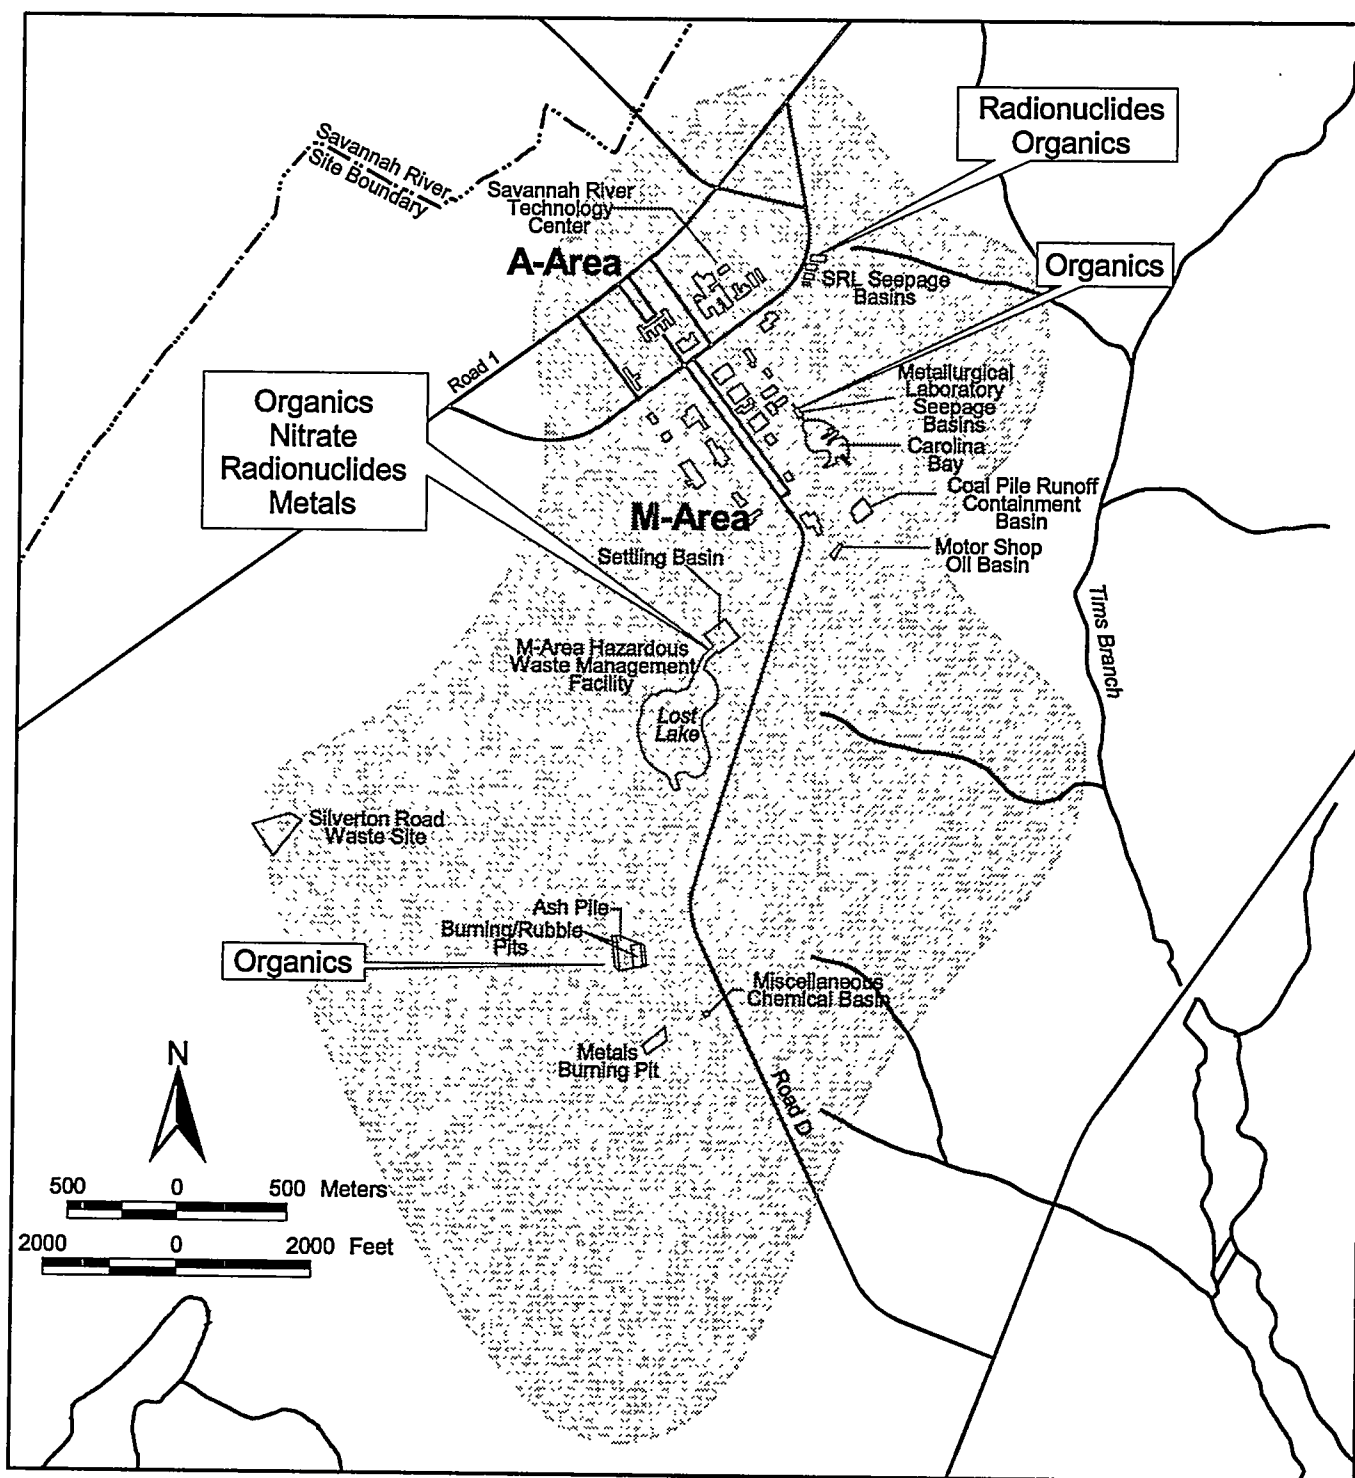 Savannah River
Site Boundary
Radionuclides
Organics
Savannah River
Technology
Center
A-Area
Organics
SRL Seepage
Basins
Road 1
Metallurgical
Laboratory
Seepage
Basins
Organics
Nitrate
Radionuclides
Metals
Carolina
Bay
Coal Pile Runoff
Containment
Basin
M-Area
Motor Shop
Oil Basin
Settling Basin
Tims Branch
M-Area Hazardous
Waste Management
Facility
Lost
Lake
Silverton Road
Waste Site
Ash Pile
Burning/Rubble
Pits
Organics
Miscellaneous
Chemical Basin
Metals
Burning Pit
Road D
N
500 0 500 Meters
2000 0 2000 Feet